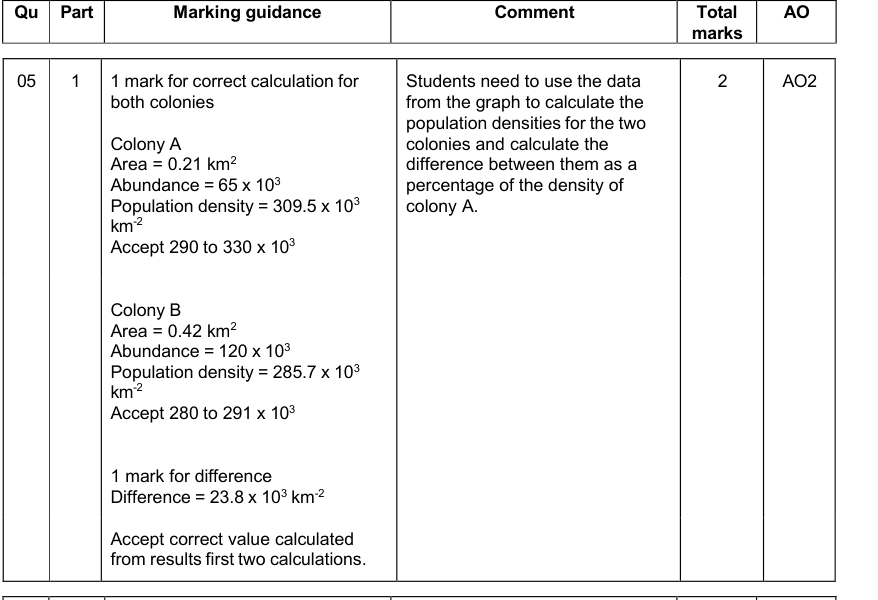 Qu Part Marking guidance Comment Total marks AO
05 1 1 mark for correct calculation for both colonies
Colony A
Area = 0.21 km²
Abundance = 65 x 10³
Population density = 309.5 x 10³
km⁻²
Accept 290 to 330 x 10³
Colony B
Area = 0.42 km²
Abundance = 120 x 10³
Population density = 285.7 x 10³
km⁻²
Accept 280 to 291 x 10³
1 mark for difference
Difference = 23.8 x 10³ km⁻²
Accept correct value calculated
from results first two calculations.
Students need to use the data
from the graph to calculate the
population densities for the two
colonies and calculate the
difference between them as a
percentage of the density of
colony A.
2
AO2